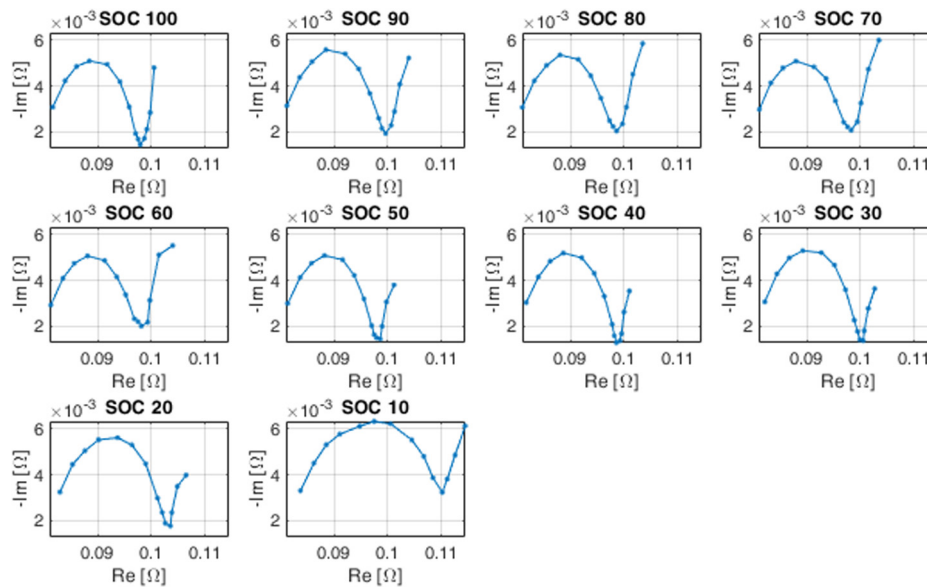 ×10⁻³ SOC 100
6
4
2
-Im [Ω]
0.09 0.1 0.11
Re [Ω]
×10⁻³ SOC 90
6
4
2
-Im [Ω]
0.09 0.1 0.11
Re [Ω]
×10⁻³ SOC 80
6
4
2
-Im [Ω]
0.09 0.1 0.11
Re [Ω]
×10⁻³ SOC 70
6
4
2
-Im [Ω]
0.09 0.1 0.11
Re [Ω]
×10⁻³ SOC 60
6
4
2
-Im [Ω]
0.09 0.1 0.11
Re [Ω]
×10⁻³ SOC 50
6
4
2
-Im [Ω]
0.09 0.1 0.11
Re [Ω]
×10⁻³ SOC 40
6
4
2
-Im [Ω]
0.09 0.1 0.11
Re [Ω]
×10⁻³ SOC 30
6
4
2
-Im [Ω]
0.09 0.1 0.11
Re [Ω]
×10⁻³ SOC 20
6
4
2
-Im [Ω]
0.09 0.1 0.11
Re [Ω]
×10⁻³ SOC 10
6
4
2
-Im [Ω]
0.09 0.1 0.11
Re [Ω]